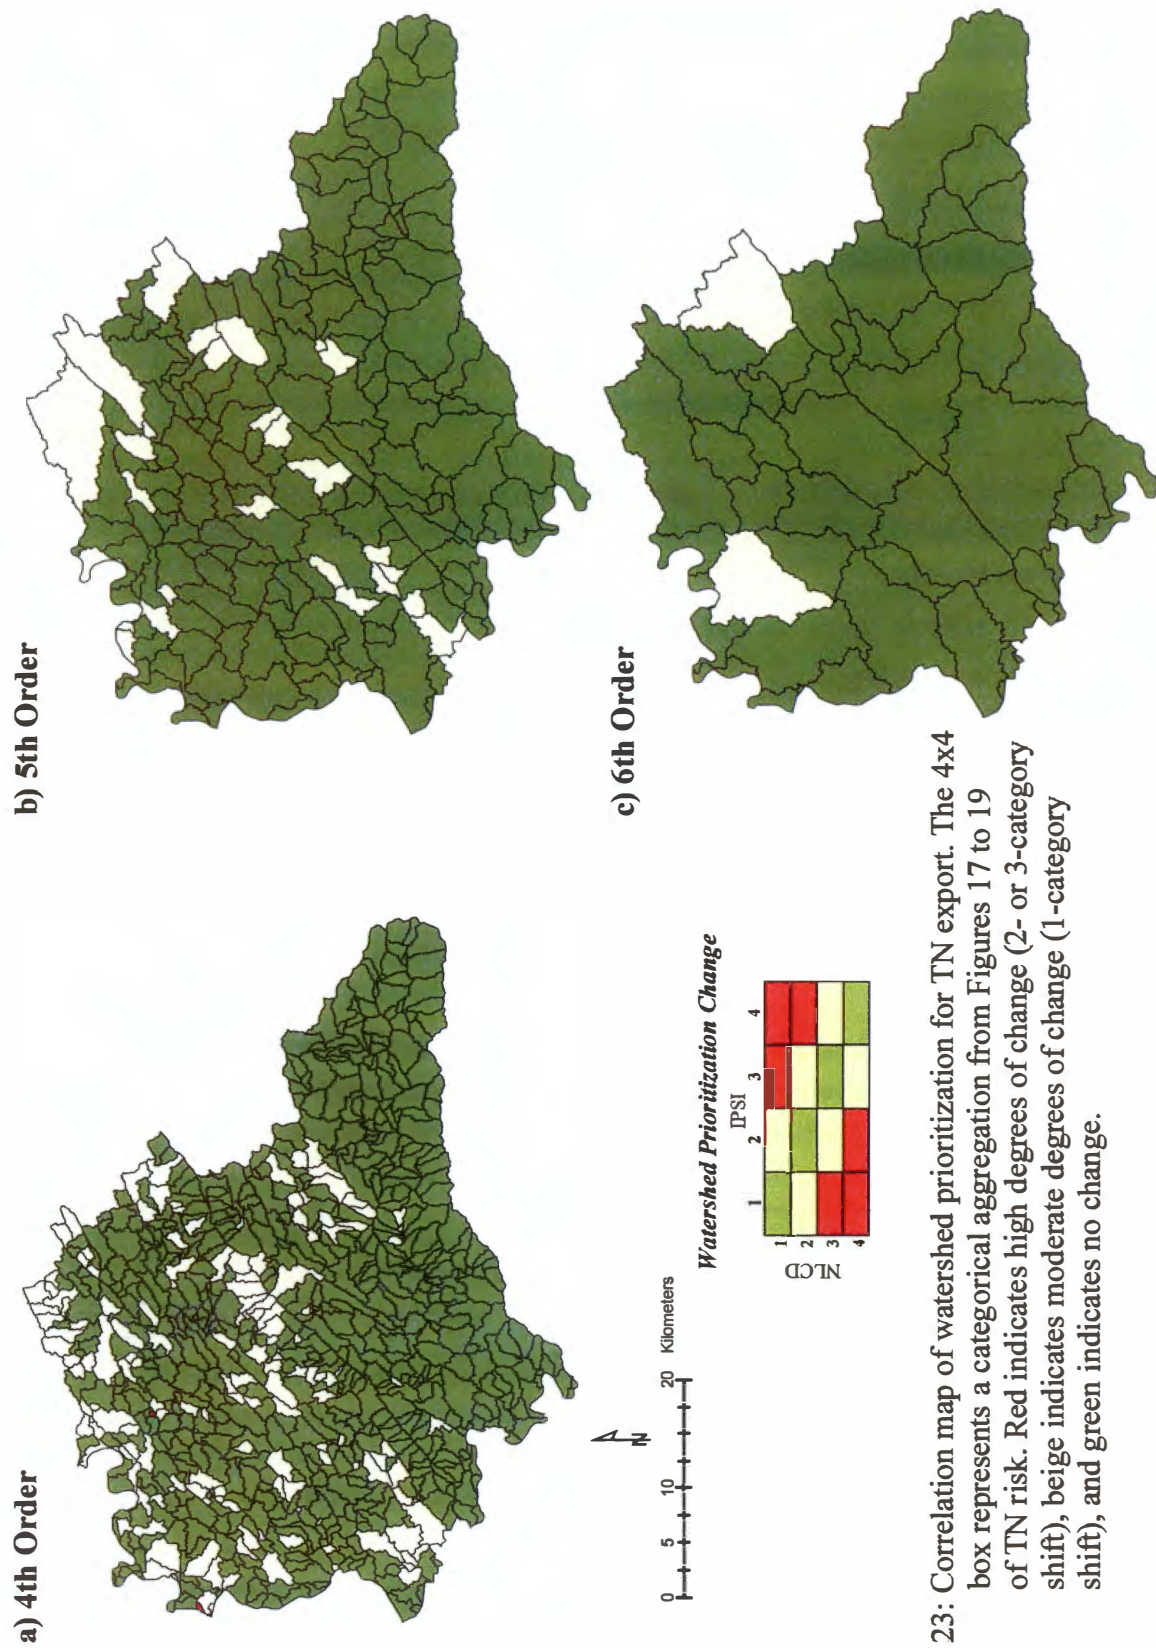 a) 4th Order
b) 5th Order
0 5 10 20 Kilometers
N
Watershed Prioritization Change
IPSI
1 2 3 4
NLCD
1
2
3
4
c) 6th Order
23: Correlation map of watershed prioritization for TN export. The 4x4
box represents a categorical aggregation from Figures 17 to 19
of TN risk. Red indicates high degrees of change (2- or 3-category
shift), beige indicates moderate degrees of change (1-category
shift), and green indicates no change.